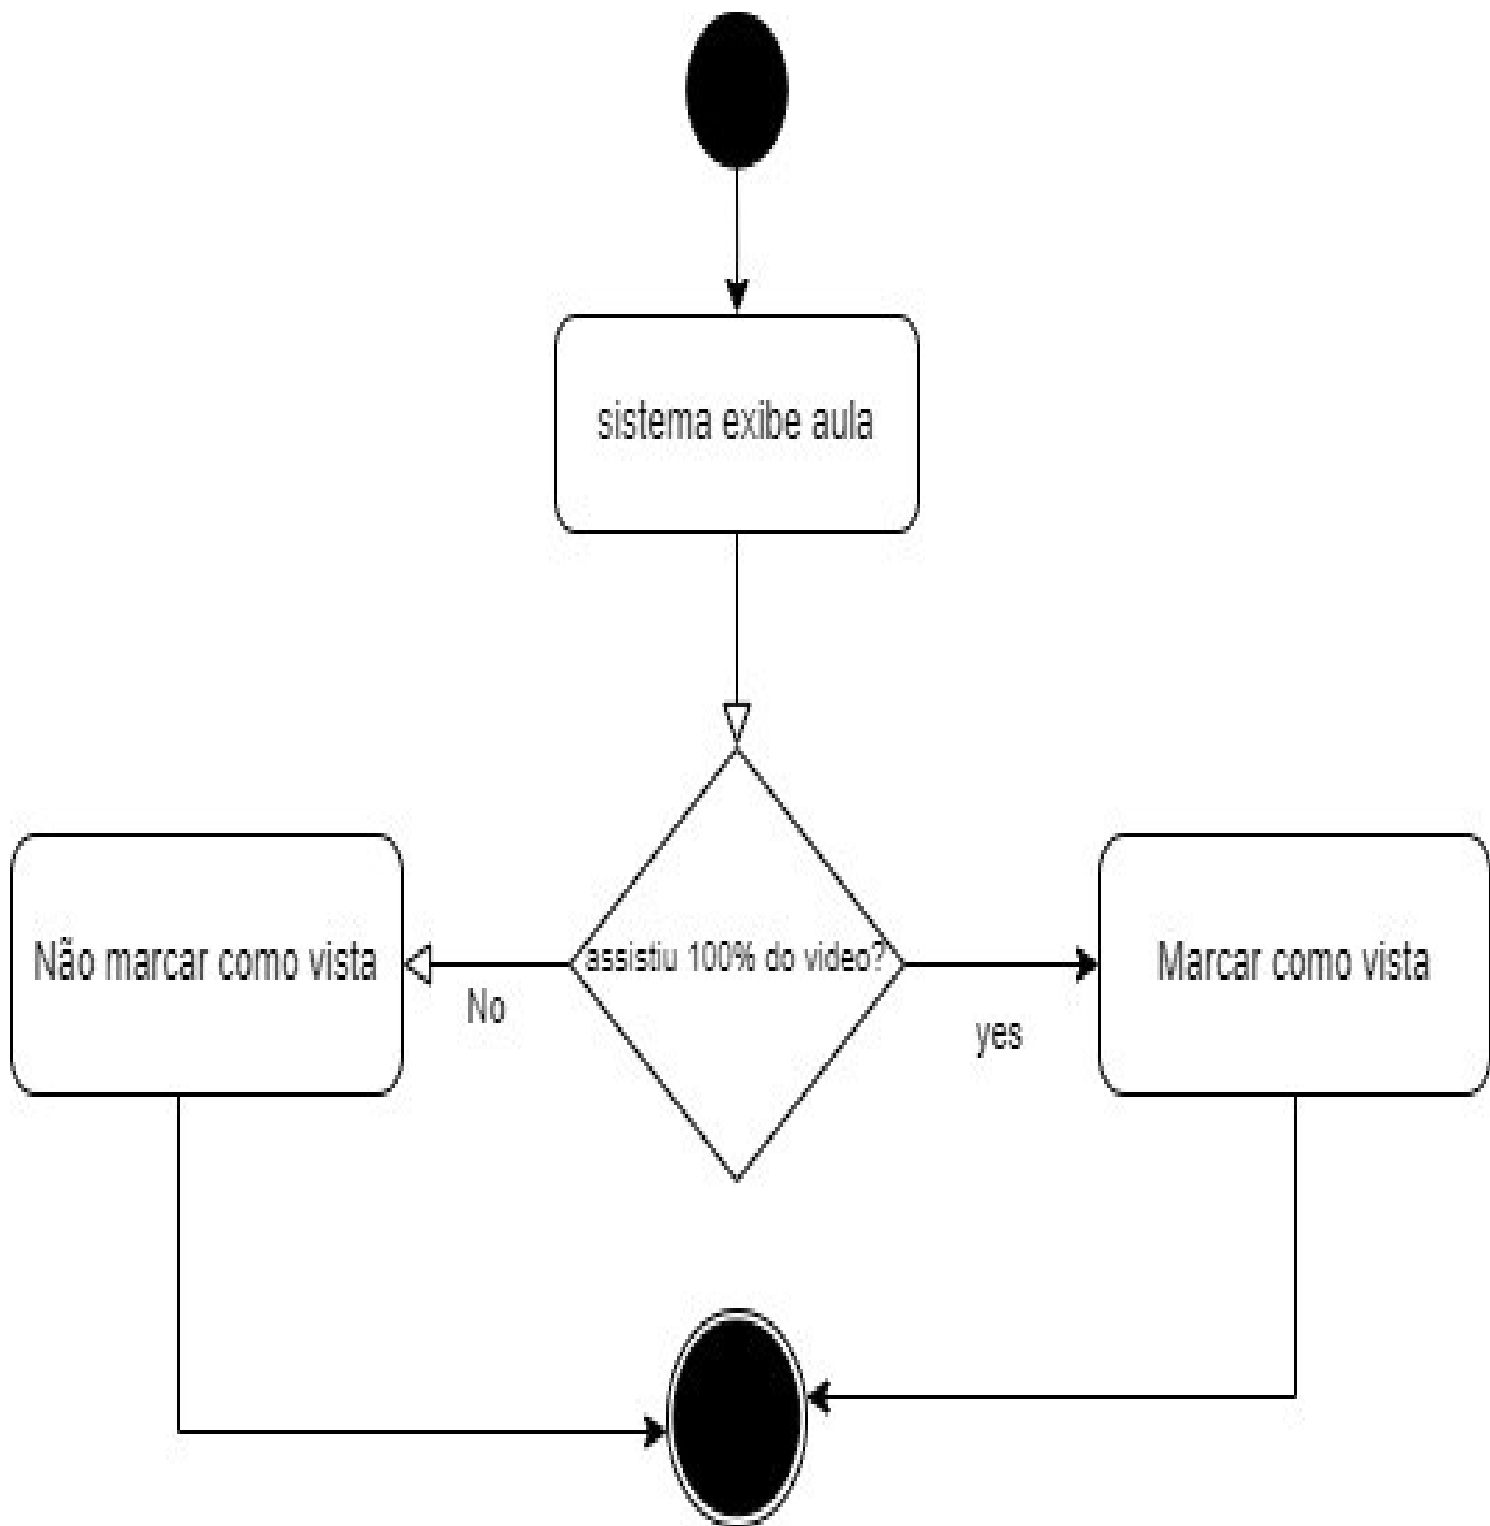 sistema exibe aula
Não marcar como vista
assistiu 100% do video?
Marcar como vista
No
yes